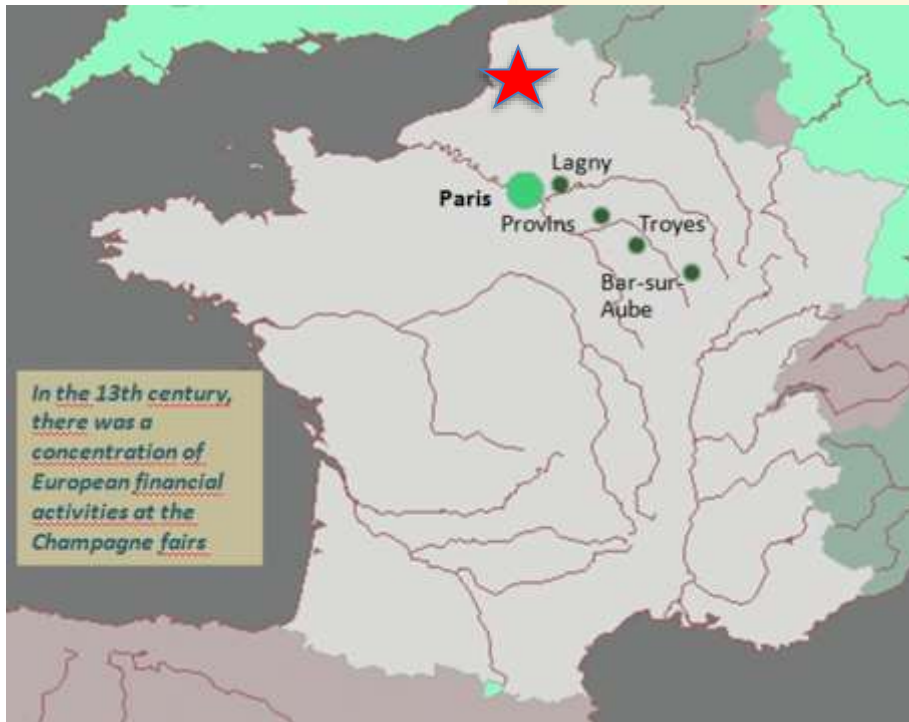 Lagny
Paris
Provins
Troyes
Bar-sur-
Aube
In the 13th century,
there was a
concentration of
European financial
activities at the
Champagne fairs